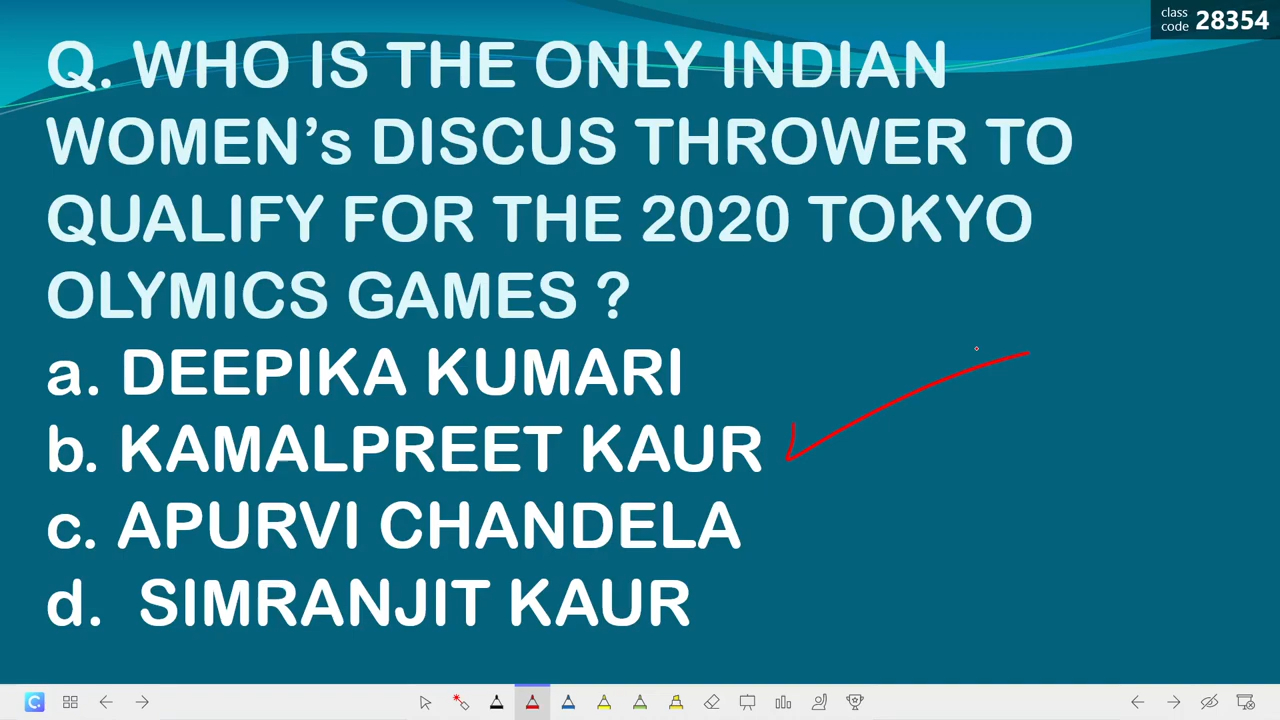 class
code 28354
Q. WHO IS THE ONLY INDIAN
WOMEN’s DISCUS THROWER TO
QUALIFY FOR THE 2020 TOKYO
OLYMICS GAMES ?
a. DEEPIKA KUMARI
b. KAMALPREET KAUR
c. APURVI CHANDELA
d. SIMRANJIT KAUR